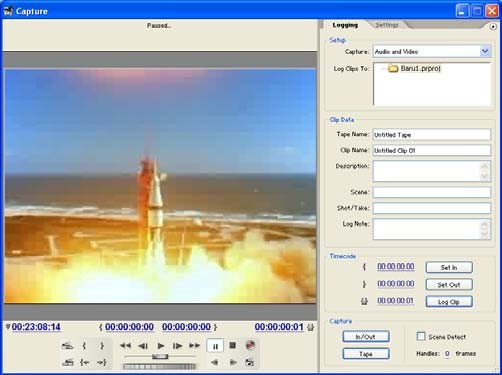 Capture
Paused..
Logging
Settings
Setup
Capture: Audio and Video
Log Clips To: Baru1.prproj
Clip Data
Tape Name: Untitled Tape
Clip Name: Untitled Clip 01
Description:
Scene:
Shot/Take:
Log Note:
Timecode
{ 00:00:00:00 Set In
} 00:00:00:00 Set Out
{} 00:00:00:01 Log Clip
Capture
In/Out
Scene Detect
Tape
Handles: 0 frames
00:23:08:14 { 00:00:00:00 00:00:00:00 } 00:00:00:01 {}